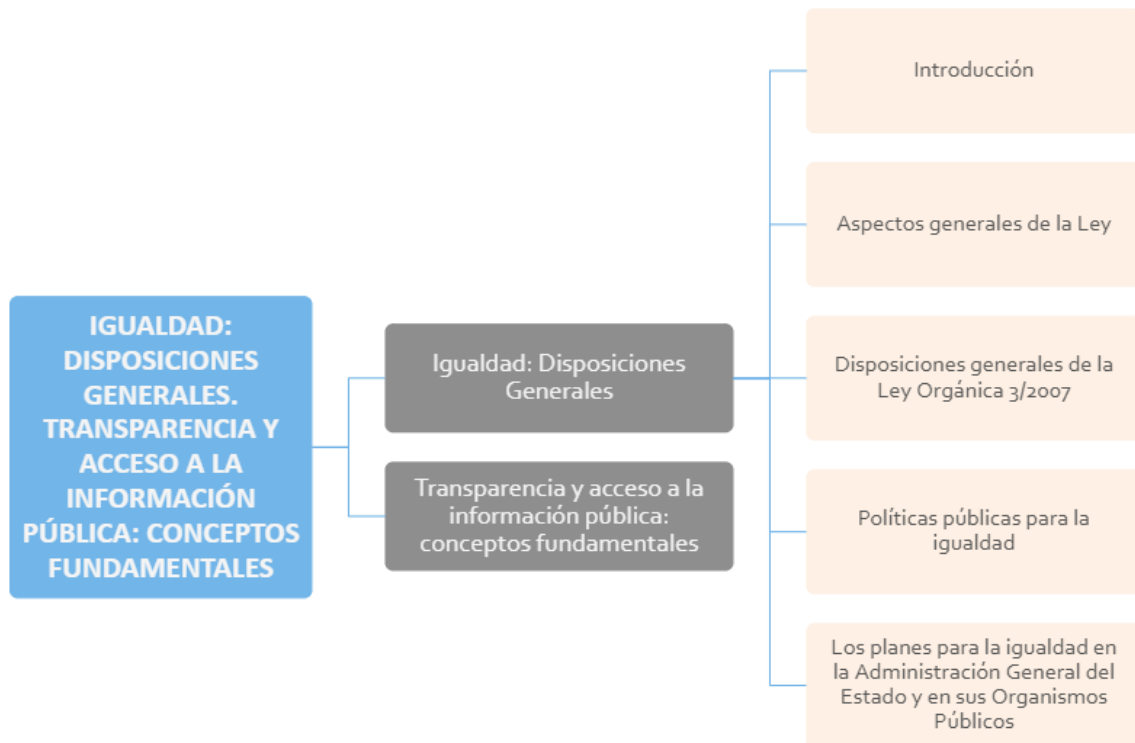 IGUALDAD:
DISPOSICIONES
GENERALES.
TRANSPARENCIA Y
ACCESO A LA
INFORMACIÓN
PÚBLICA: CONCEPTOS
FUNDAMENTALES
Igualdad: Disposiciones
Generales
Transparencia y acceso a la
información pública:
conceptos fundamentales
Introducción
Aspectos generales de la Ley
Disposiciones generales de la
Ley Orgánica 3/2007
Políticas públicas para la
igualdad
Los planes para la igualdad en
la Administración General del
Estado y en sus Organismos
Públicos